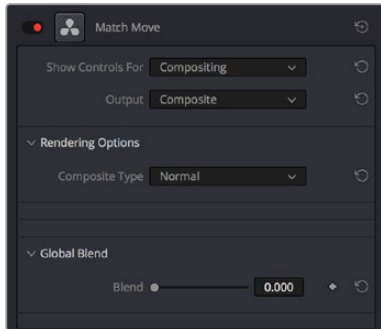 Match Move
Show Controls For Compositing
Output Composite
Rendering Options
Composite Type Normal
Global Blend
Blend 0.000